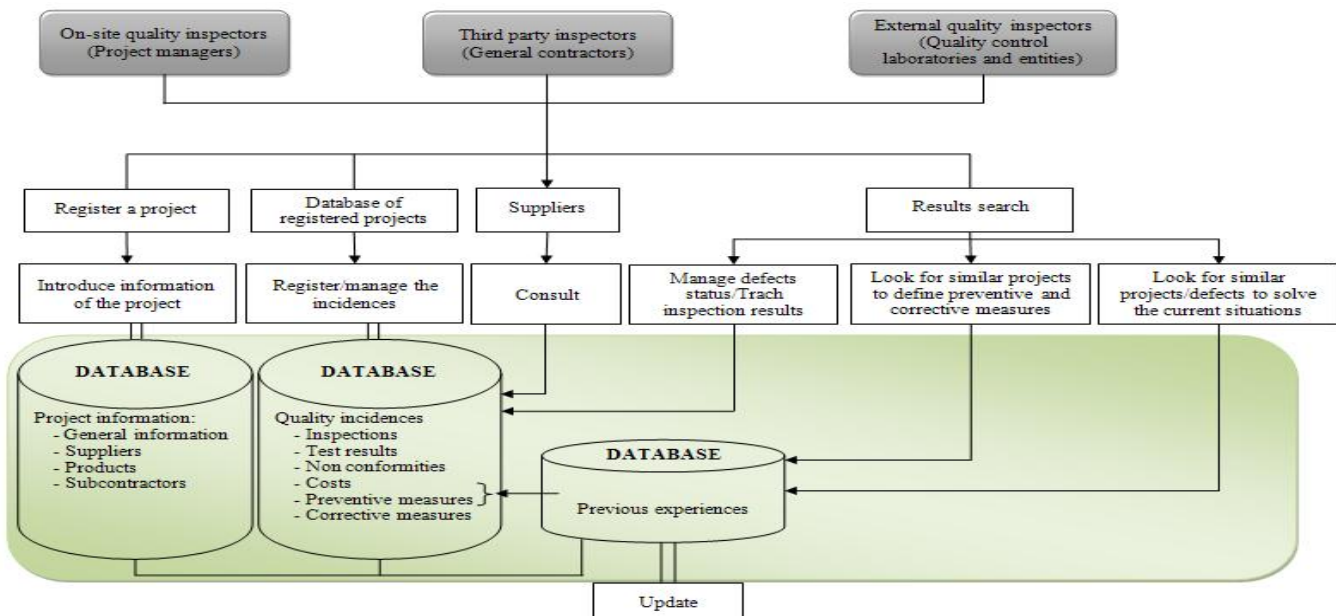 On-site quality inspectors
(Project managers)
Third party inspectors
(General contractors)
External quality inspectors
(Quality control
laboratories and entities)
Register a project
Database of
registered projects
Suppliers
Results search
Introduce information
of the project
Register/manage the
incidences
Consult
Manage defects
status/Trach
inspection results
Look for similar projects
to define preventive and
corrective measures
Look for similar
projects/defects to solve
the current situations
DATABASE
Project information:
- General information
- Suppliers
- Products
- Subcontractors
DATABASE
Quality incidences
- Inspections
- Test results
- Non conformities
- Costs
- Preventive measures
- Corrective measures
DATABASE
Previous experiences
Update